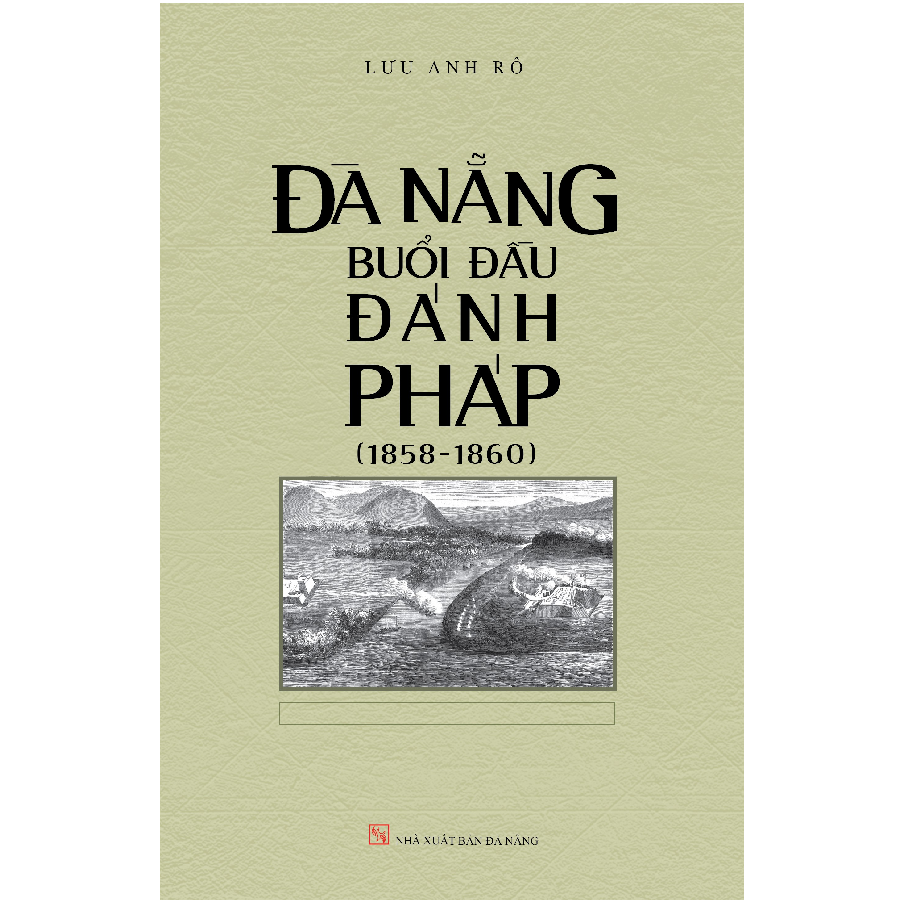 LƯU ANH RÔ
ĐÀ NẴNG
BUỔI ĐẦU
ĐÁNH
PHÁP
(1858-1860)
NHÀ XUẤT BẢN ĐÀ NẴNG